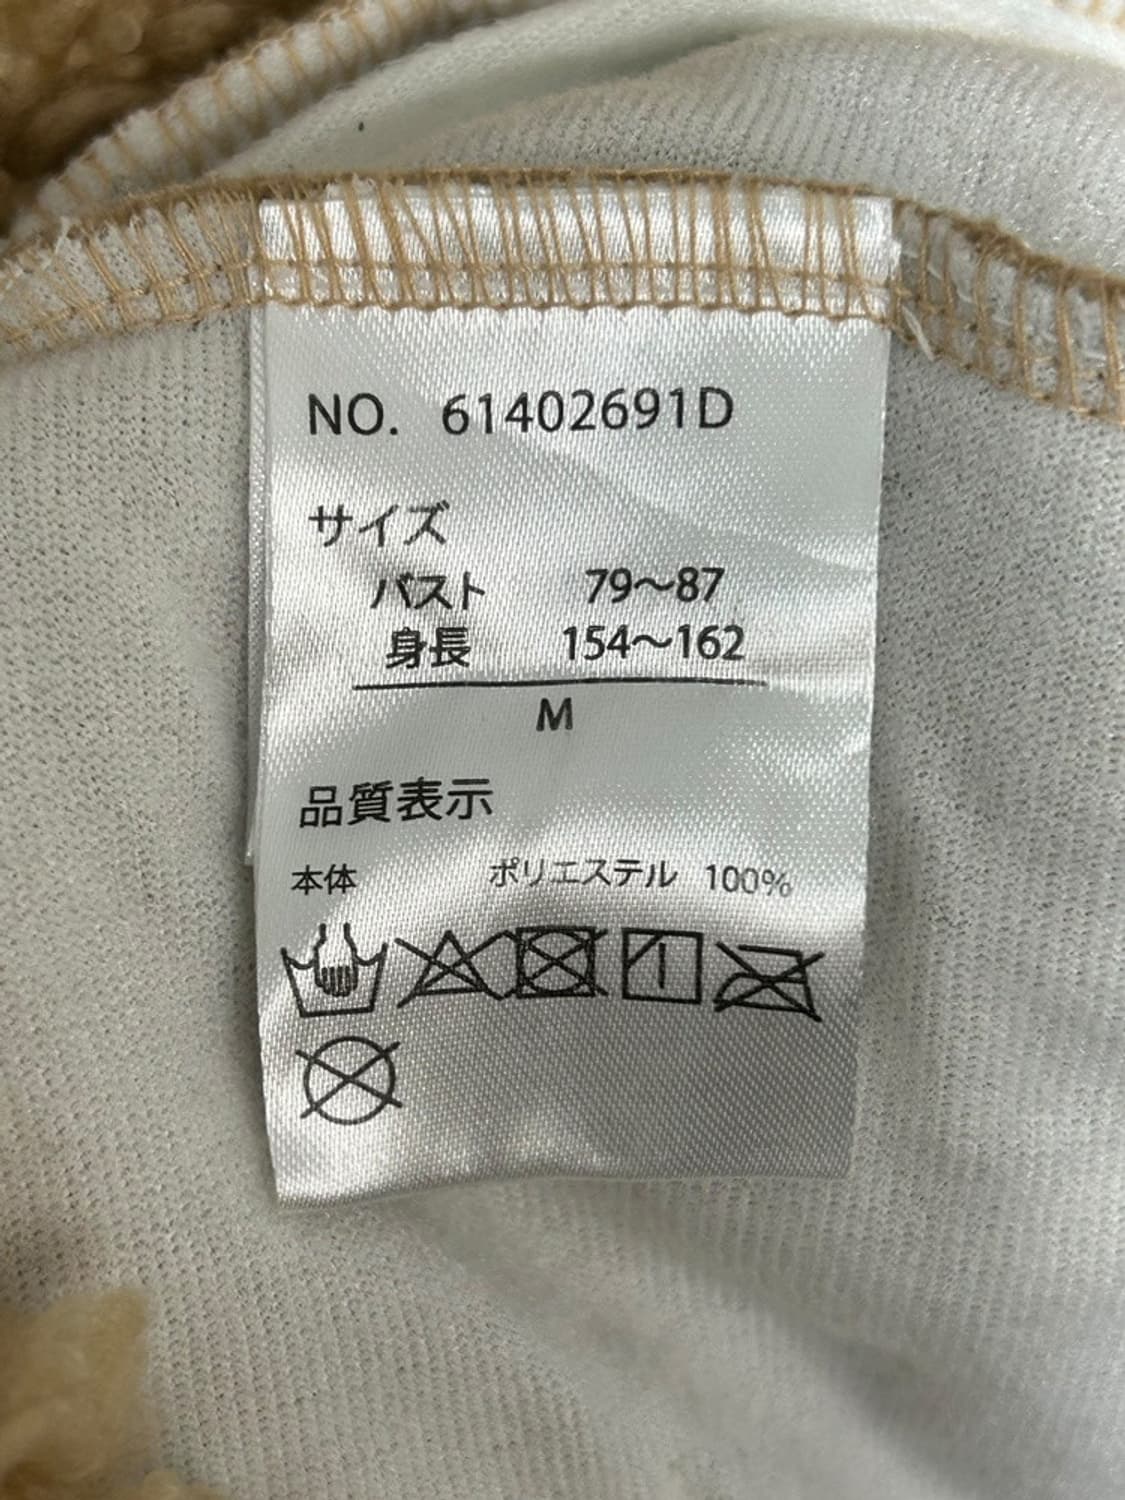 NO. 61402691D
サイズ
バスト 79～87
身長 154～162
M
品質表示
本体 ポリエステル 100%